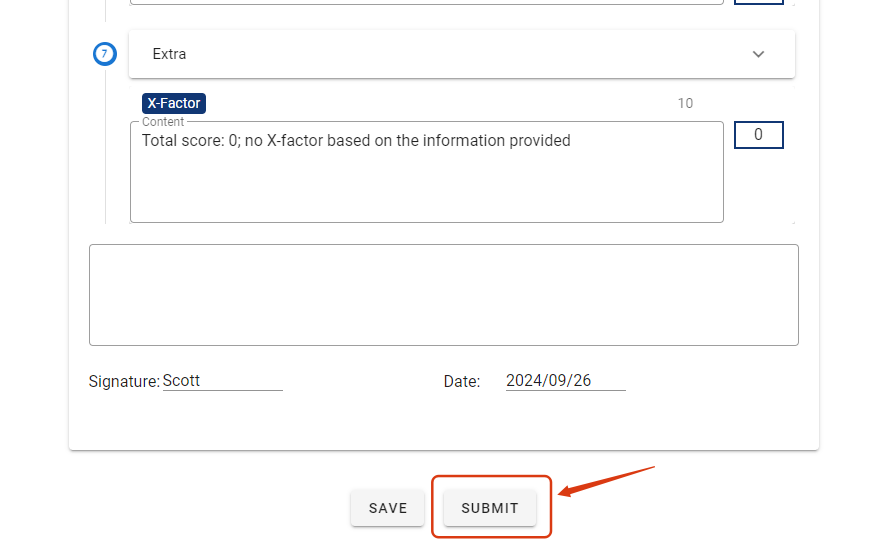 7
Extra
X-Factor
10
Content
Total score: 0; no X-factor based on the information provided
0
Signature: Scott
Date: 2024/09/26
SAVE
SUBMIT